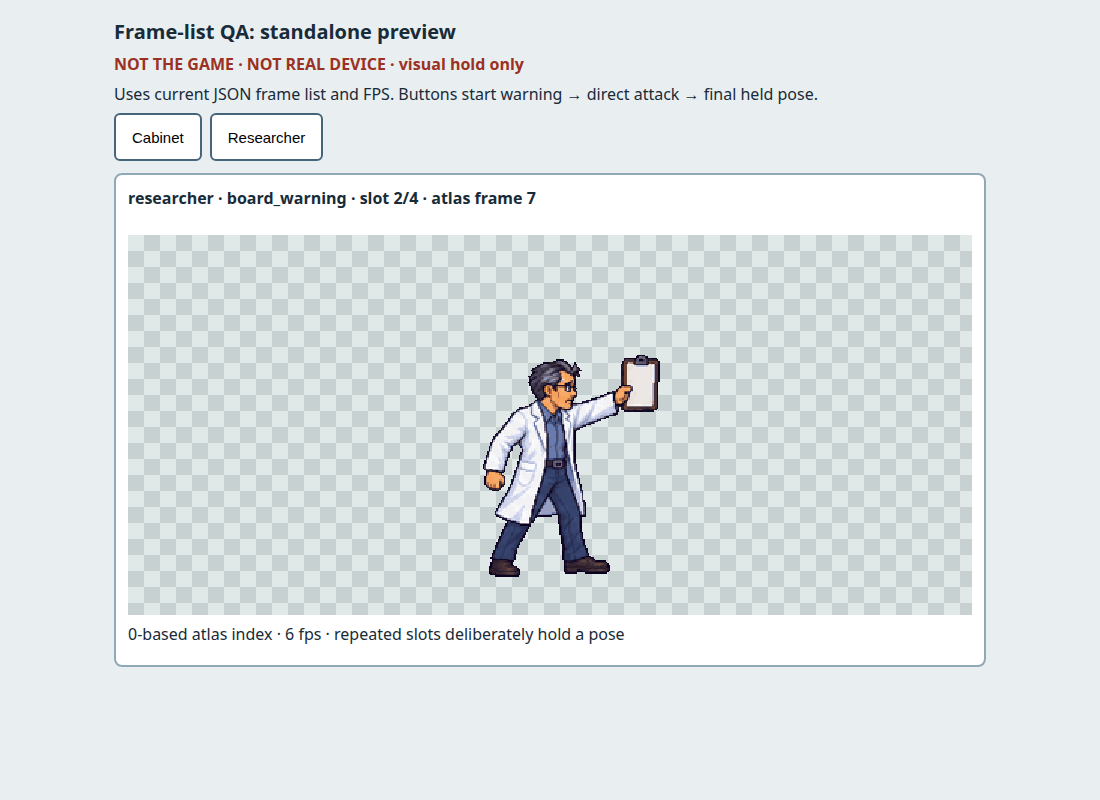 Frame-list QA: standalone preview
NOT THE GAME · NOT REAL DEVICE · visual hold only
Uses current JSON frame list and FPS. Buttons start warning → direct attack → final held pose.
Cabinet
Researcher
researcher · board_warning · slot 2/4 · atlas frame 7
0-based atlas index · 6 fps · repeated slots deliberately hold a pose